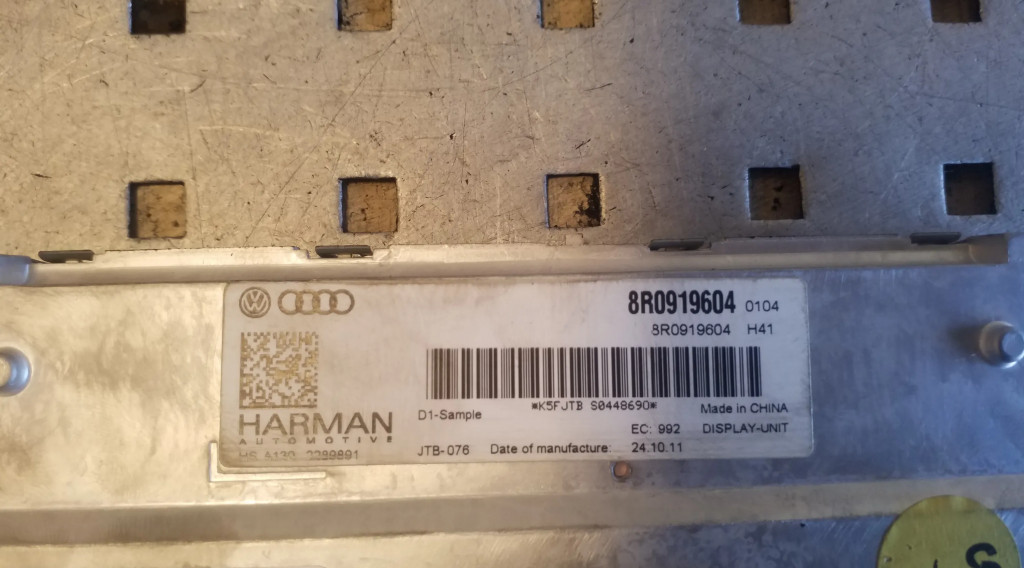 8R0919604 0104
8R0919604 H41
HARMAN
AUTOMOTIVE
D1-Sample
*K5FJTB S0448690*
Made in CHINA
EC: 992 DISPLAY-UNIT
JTB-076 Date of manufacture: 24.10.11